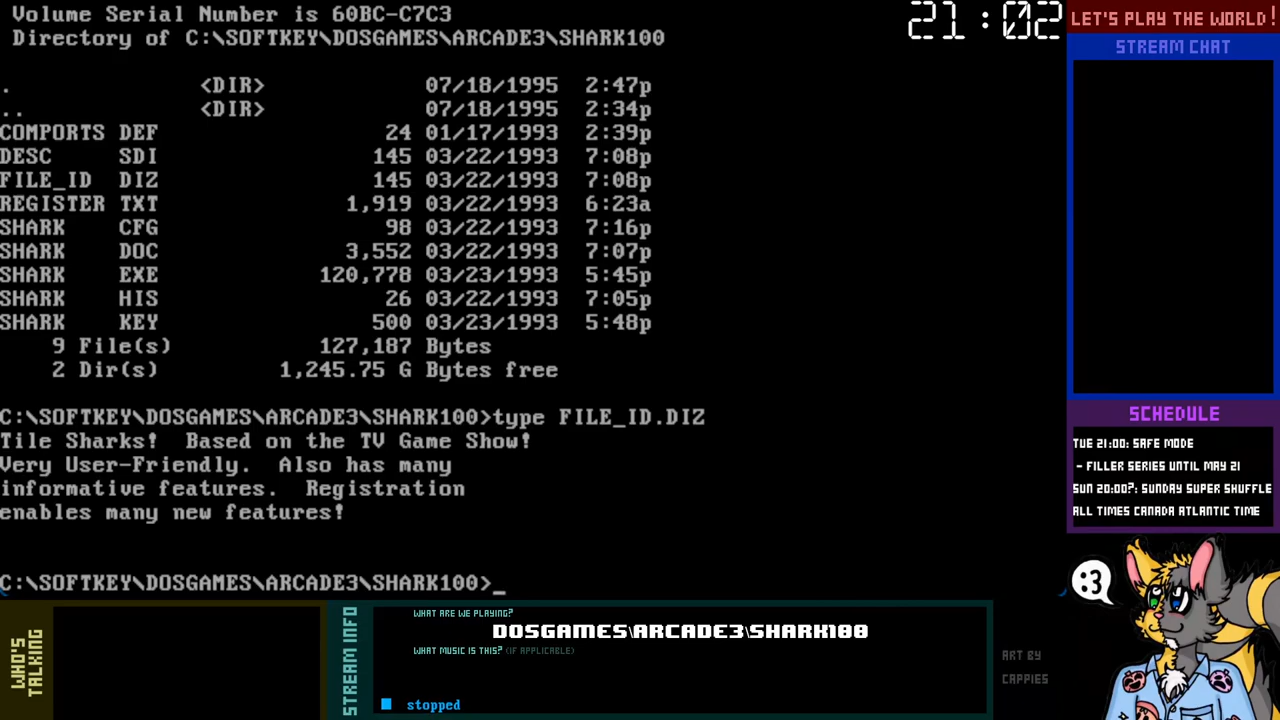 Volume Serial Number is 60BC-C7C3
Directory of C:\SOFTKEY\DOSGAMES\ARCADE3\SHARK100
. <DIR> 07/18/1995 2:47p
.. <DIR> 07/18/1995 2:34p
COMPORTS DEF 24 01/17/1993 2:39p
DESC SDI 145 03/22/1993 7:08p
FILE_ID DIZ 145 03/22/1993 7:08p
REGISTER TXT 1,919 03/22/1993 6:23a
SHARK CFG 98 03/22/1993 7:16p
SHARK DOC 3,552 03/22/1993 7:07p
SHARK EXE 120,778 03/23/1993 5:45p
SHARK HIS 26 03/22/1993 7:05p
SHARK KEY 500 03/23/1993 5:48p
9 File(s) 127,187 Bytes
2 Dir(s) 1,245.75 G Bytes free
C:\SOFTKEY\DOSGAMES\ARCADE3\SHARK100>type FILE_ID.DIZ
Tile Sharks! Based on the TV Game Show!
Very User-Friendly. Also has many
informative features. Registration
enables many new features!
C:\SOFTKEY\DOSGAMES\ARCADE3\SHARK100>_
21:02
LET'S PLAY THE WORLD!
STREAM CHAT
SCHEDULE
TUE 21:00: SAFE MODE
- FILLER SERIES UNTIL MAY 21
SUN 20:00?: SUNDAY SUPER SHUFFLE
ALL TIMES CANADA ATLANTIC TIME
:3
WHO'S TALKING
STREAM INFO
WHAT ARE WE PLAYING?
DOSGAMES\ARCADE3\SHARK100
WHAT MUSIC IS THIS? (IF APPLICABLE)
stopped
ART BY
CAPPIES